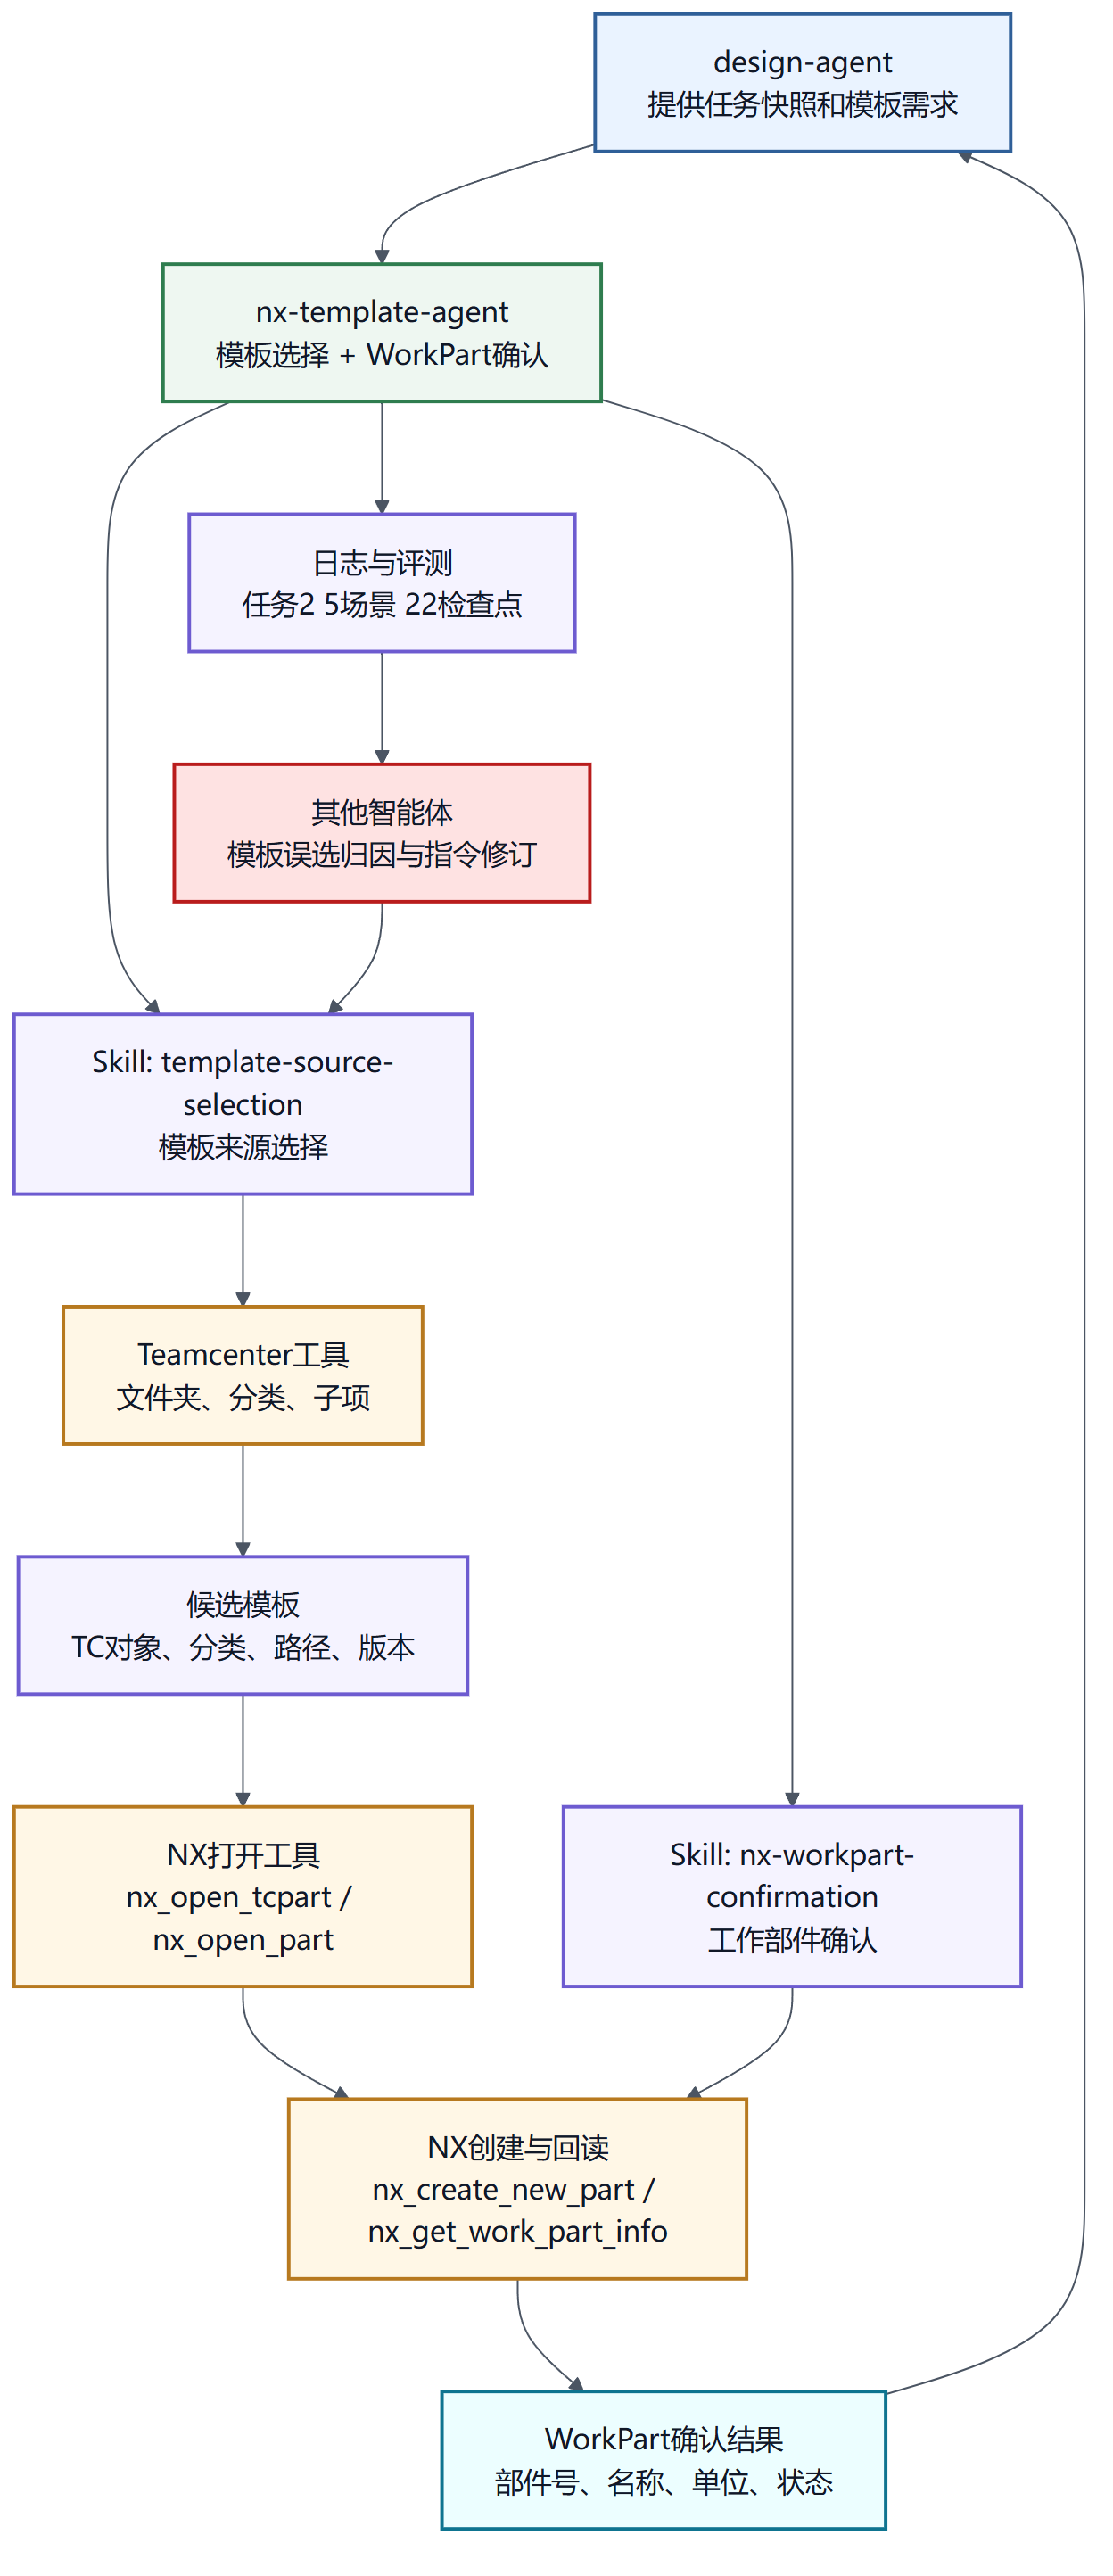 design-agent
提供任务快照和模板需求
nx-template-agent
模板选择 + WorkPart确认
日志与评测
任务2 5场景 22检查点
其他智能体
模板误选归因与指令修订
Skill: template-source-
selection
模板来源选择
Teamcenter工具
文件夹、分类、子项
候选模板
TC对象、分类、路径、版本
NX打开工具
nx_open_tcpart /
nx_open_part
Skill: nx-workpart-
confirmation
工作部件确认
NX创建与回读
nx_create_new_part /
nx_get_work_part_info
WorkPart确认结果
部件号、名称、单位、状态